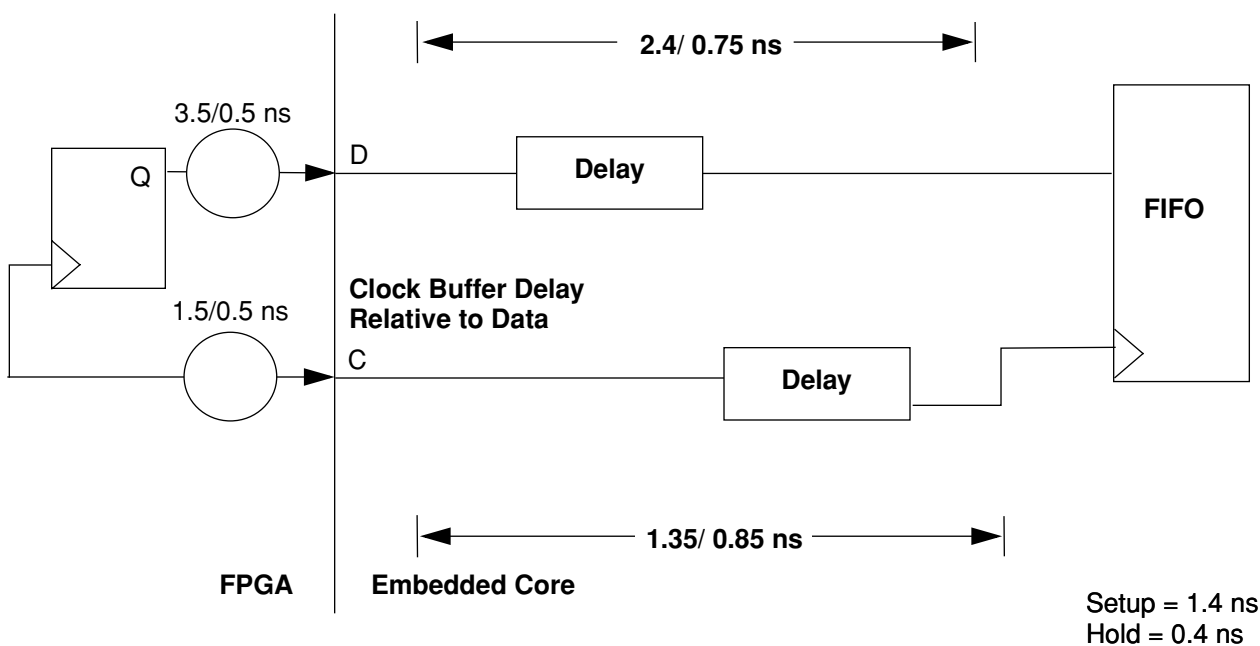 2.4/ 0.75 ns
3.5/0.5 ns
Q
D
Delay
FIFO
Clock Buffer Delay
Relative to Data
1.5/0.5 ns
C
Delay
1.35/ 0.85 ns
FPGA
Embedded Core
Setup = 1.4 ns
Hold = 0.4 ns